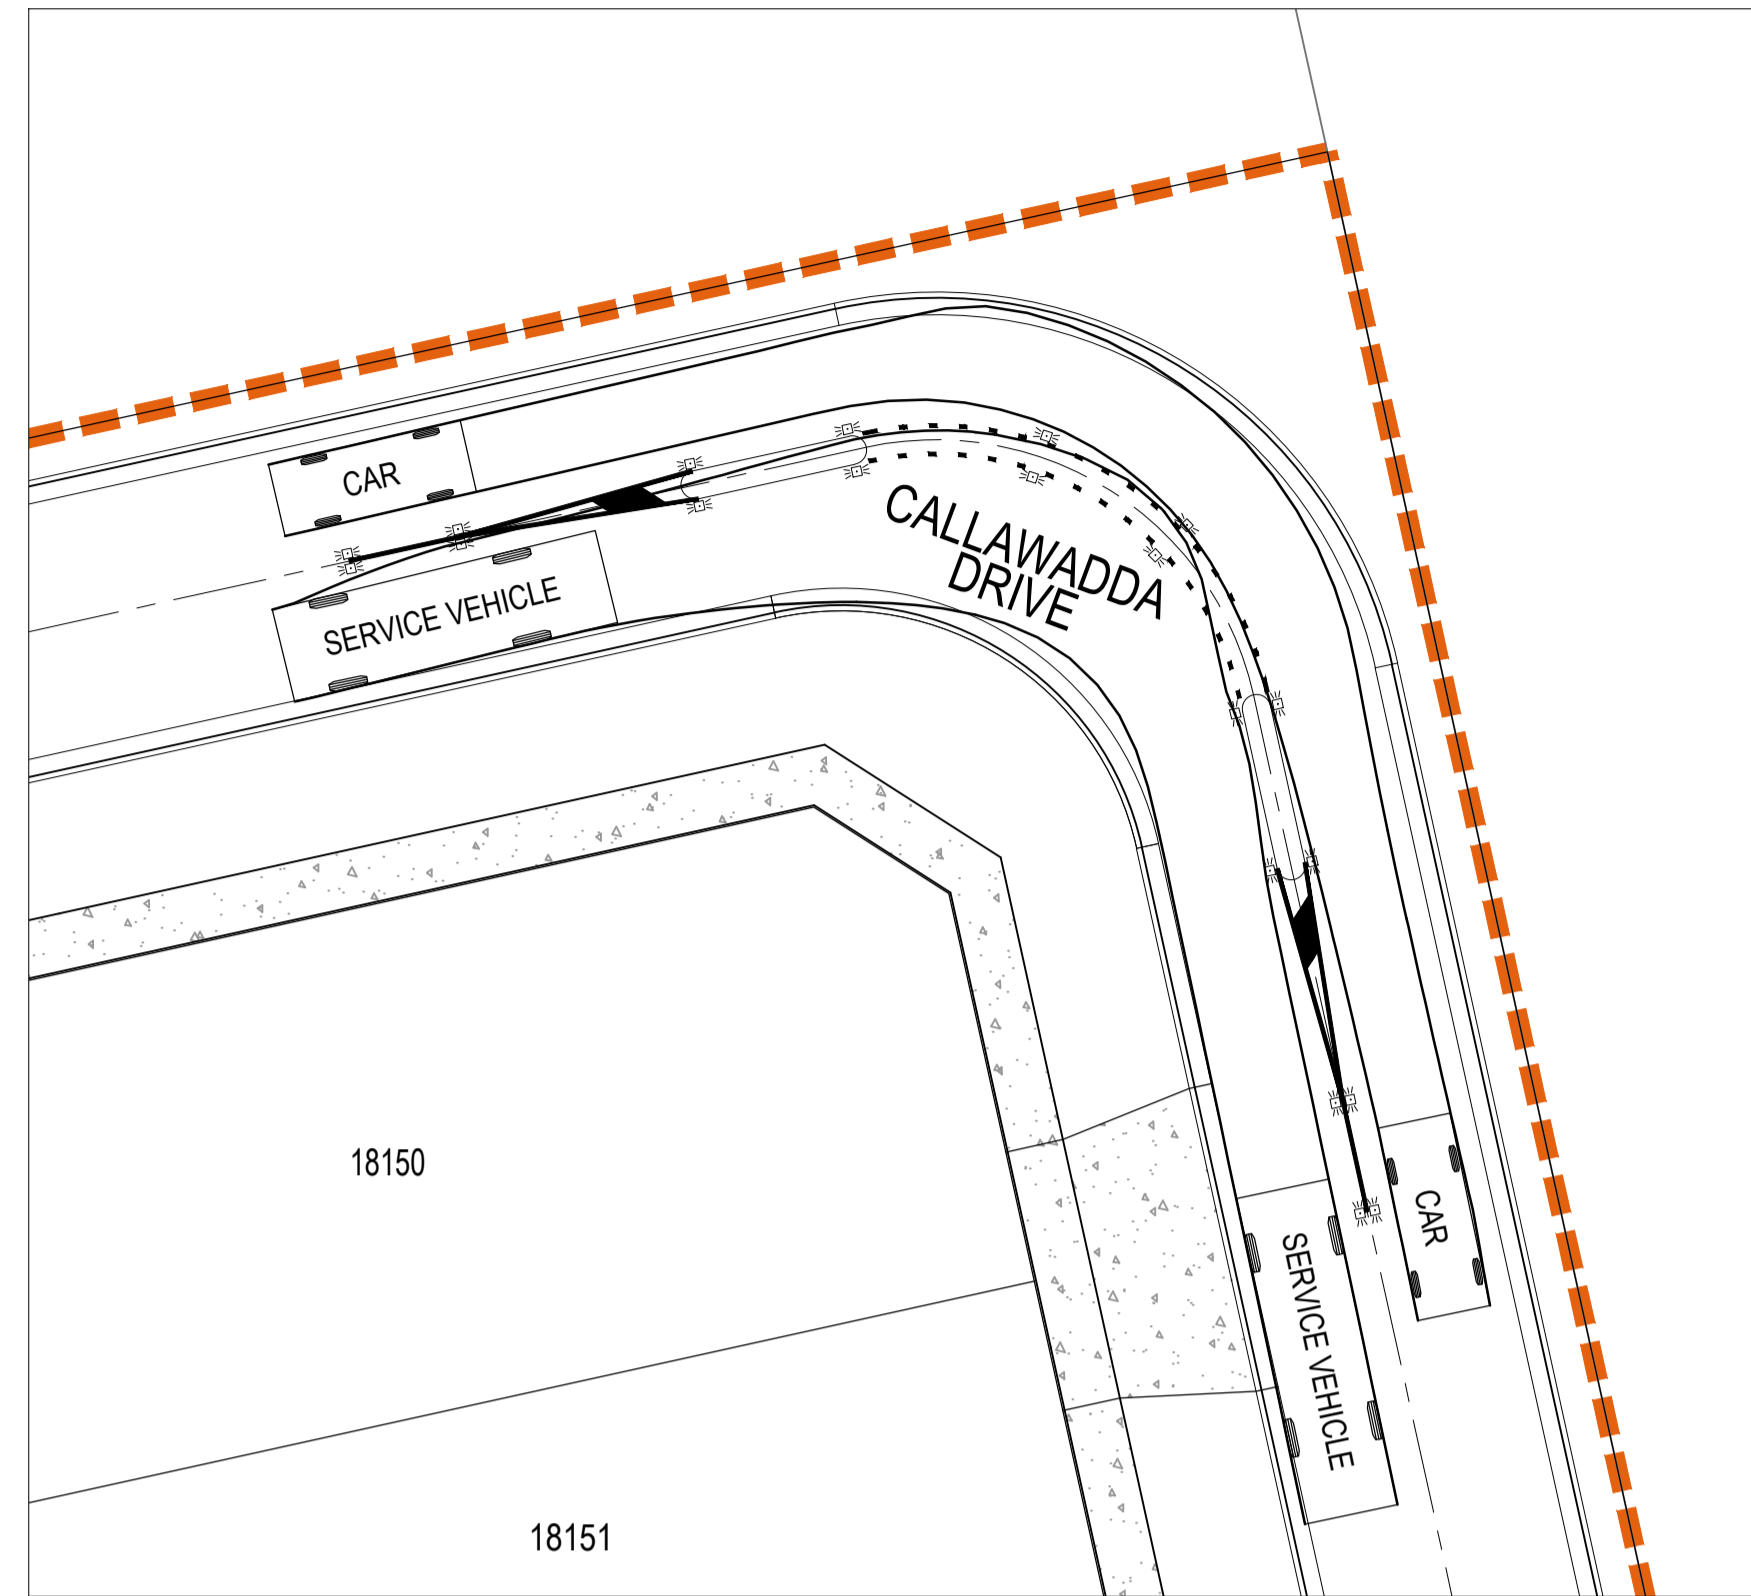 CAR
SERVICE VEHICLE
CALLAWADDA
DRIVE
18150
CAR
SERVICE VEHICLE
18151